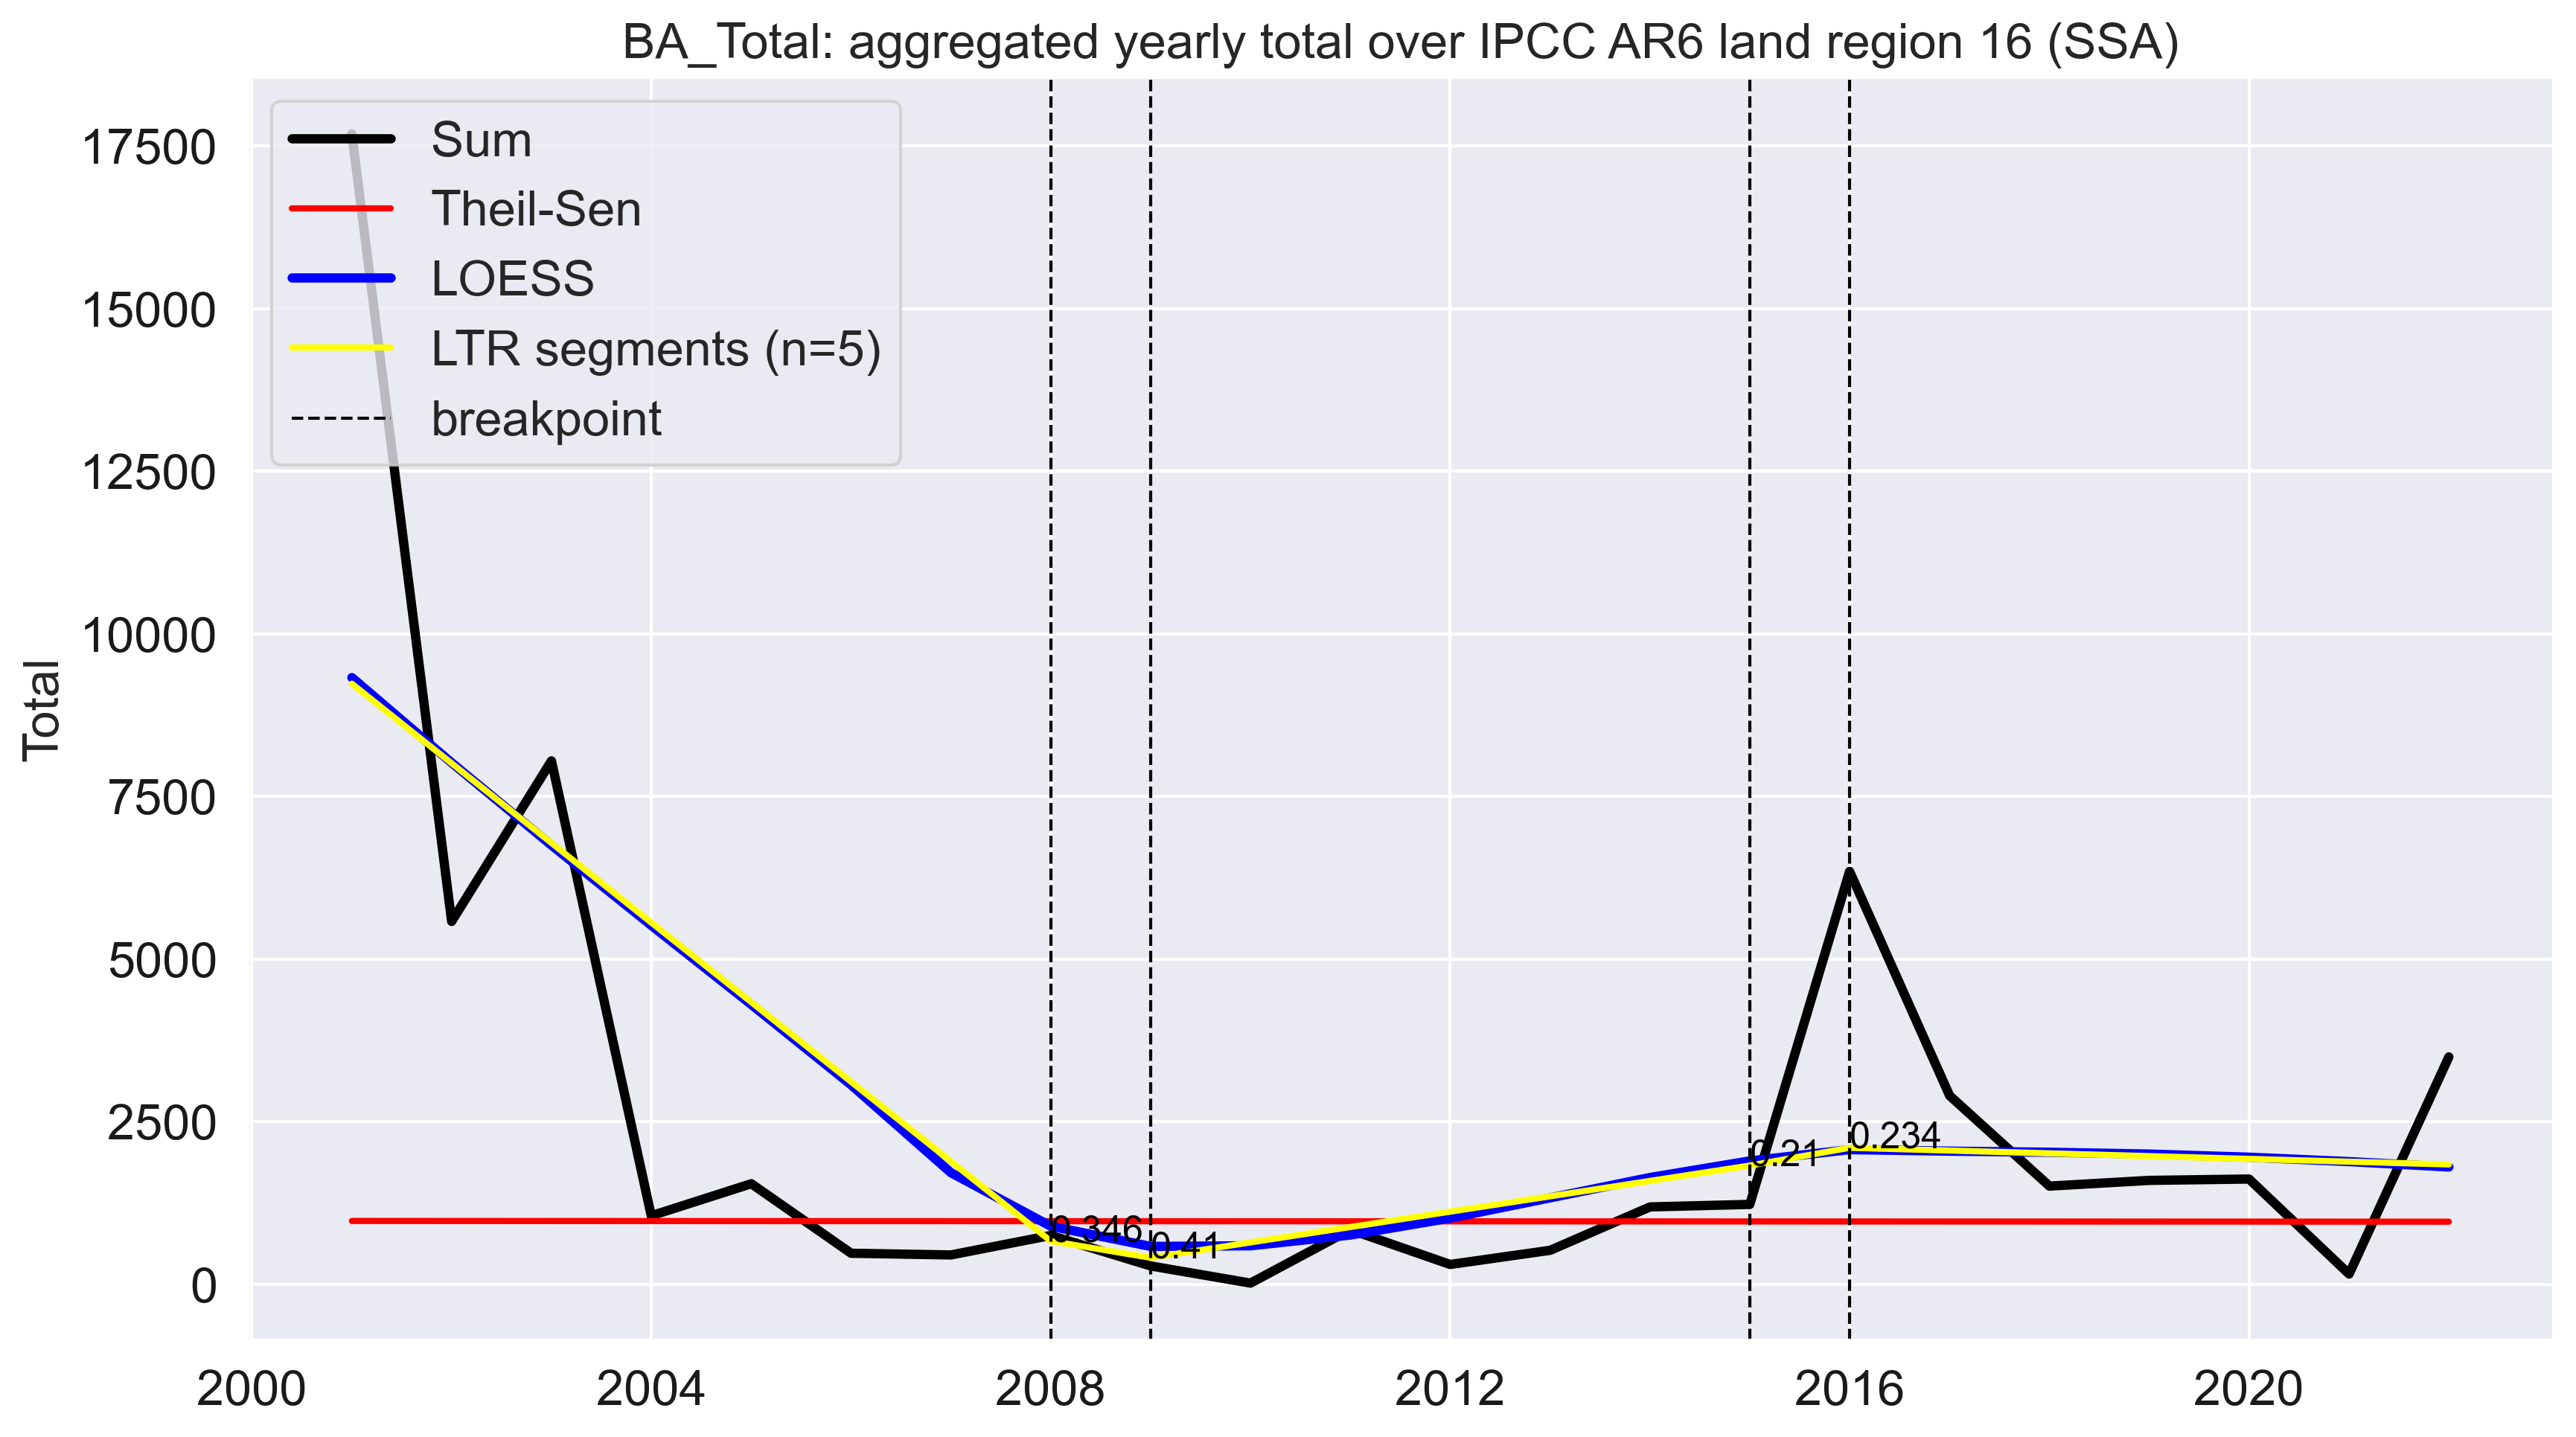 BA_Total: aggregated yearly total over IPCC AR6 land region 16 (SSA)
Sum
Theil-Sen
LOESS
LTR segments (n=5)
breakpoint
Total
17500
15000
12500
10000
7500
5000
2500
0
0.346
0.41
0.21
0.234
2000
2004
2008
2012
2016
2020